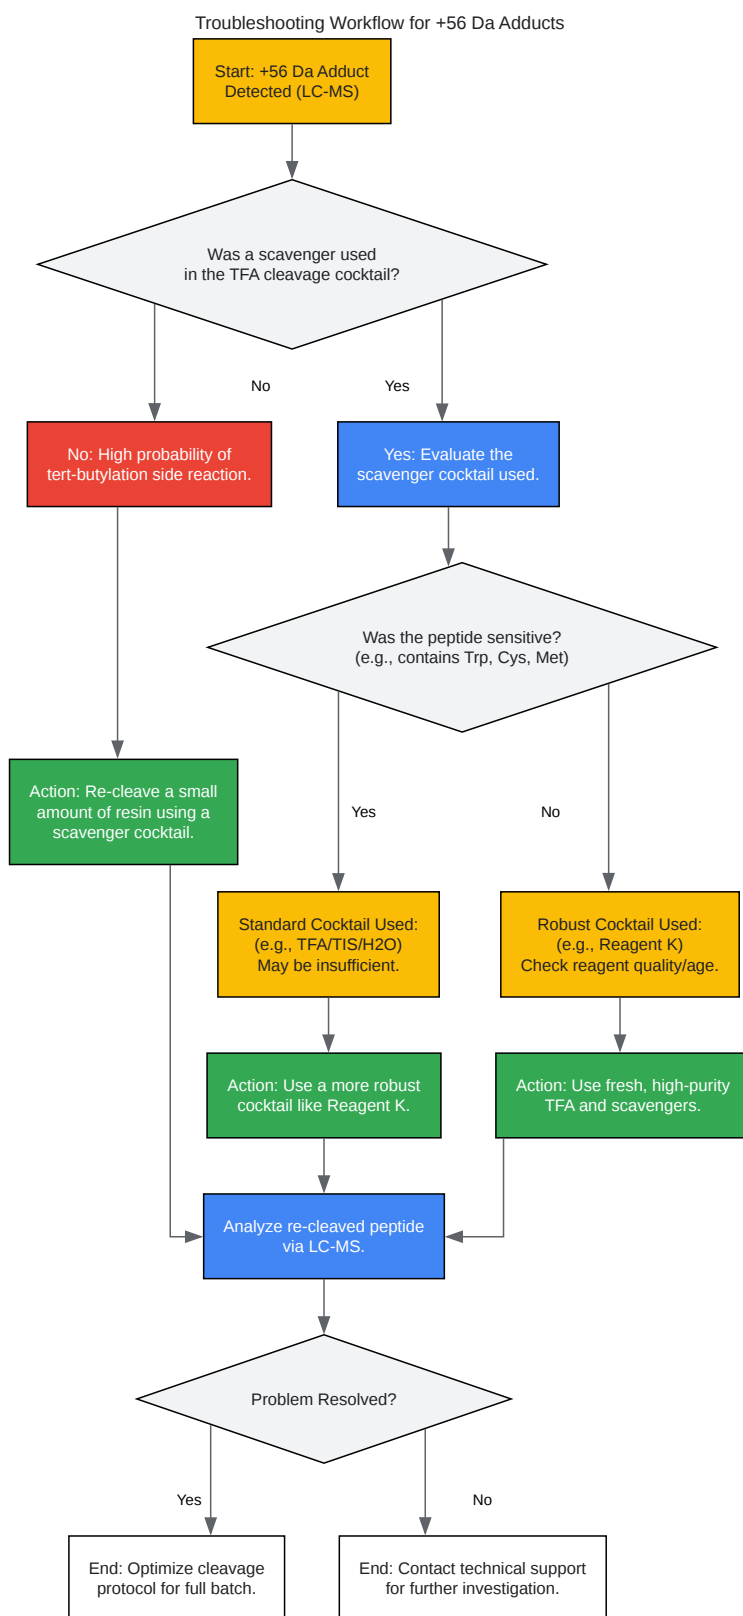 Troubleshooting Workflow for +56 Da Adducts
Start: +56 Da Adduct
Detected (LC-MS)
Was a scavenger used
in the TFA cleavage cocktail?
No
Yes
No: High probability of
tert-butylation side reaction.
Yes: Evaluate the
scavenger cocktail used.
Was the peptide sensitive?
(e.g., contains Trp, Cys, Met)
Action: Re-cleave a small
amount of resin using a
scavenger cocktail.
Yes
No
Standard Cocktail Used:
(e.g., TFA/TIS/H2O)
May be insufficient.
Robust Cocktail Used:
(e.g., Reagent K)
Check reagent quality/age.
Action: Use a more robust
cocktail like Reagent K.
Action: Use fresh, high-purity
TFA and scavengers.
Analyze re-cleaved peptide
via LC-MS.
Problem Resolved?
Yes
No
End: Optimize cleavage
protocol for full batch.
End: Contact technical support
for further investigation.